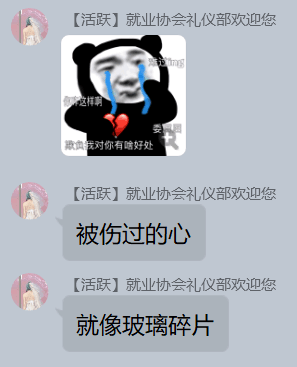 【活跃】就业协会礼仪部欢迎您
难过ing
你咋这样啊
委屈巴
欺负我对你有啥好处
【活跃】就业协会礼仪部欢迎您
被伤过的心
【活跃】就业协会礼仪部欢迎您
就像玻璃碎片